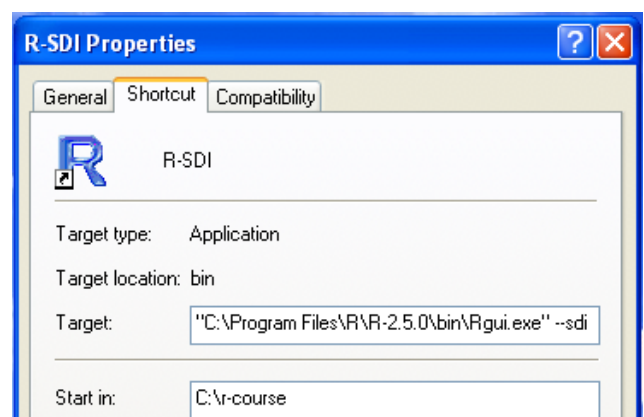 R-SDI Properties
General Shortcut Compatibility
R-SDI
Target type: Application
Target location: bin
Target: "C:\Program Files\R\R-2.5.0\bin\Rgui.exe" --sdi
Start in: C:\r-course